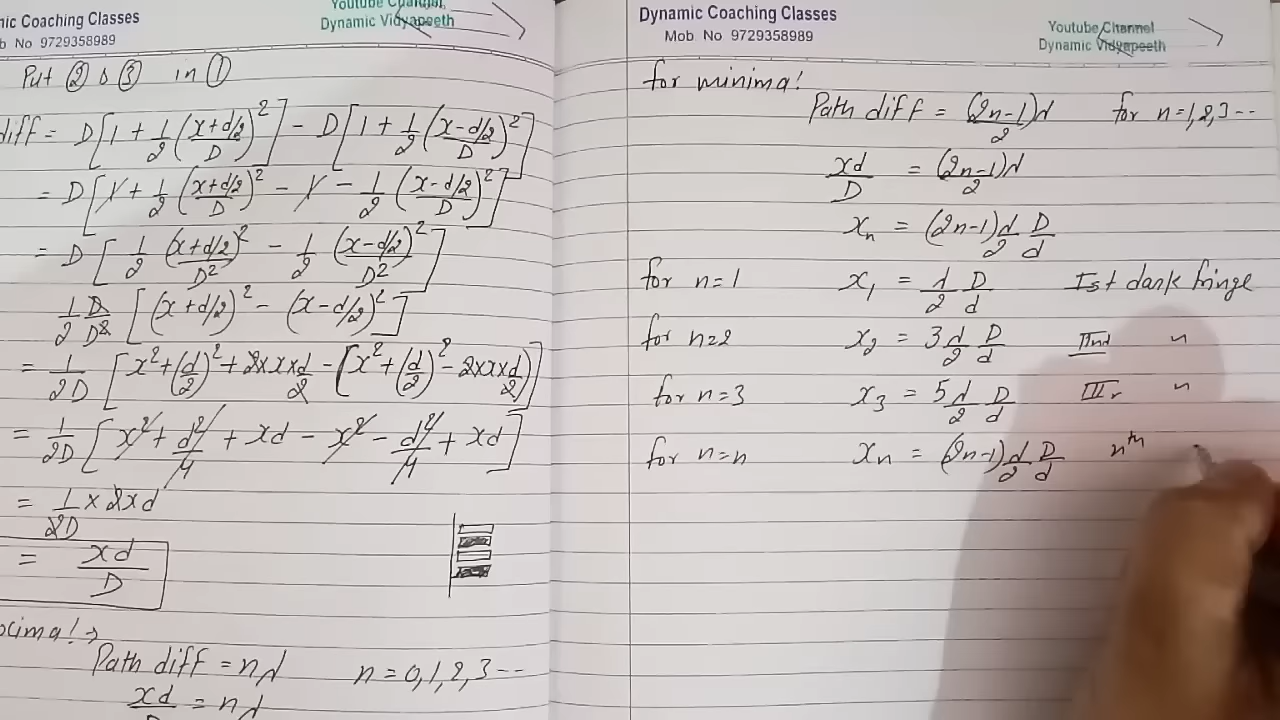 nic Coaching Classes
b No 9729358989
Youtube Channel,
Dynamic Vidyapeeth
Put ② & ③ in ①
diff = D[1 + 1/2 ((x+d/2)/D)²] - D[1 + 1/2 ((x-d/2)/D)²]
= D[1 + 1/2 ((x+d/2)/D)² - 1 - 1/2 ((x-d/2)/D)²]
= D[1/2 (x+d/2)²/D² - 1/2 (x-d/2)²/D²]
1/2 D/D² [(x+d/2)² - (x-d/2)²]
= 1/2D [x² + (d/2)² + 2×x×d/2 - [x² + (d/2)² - 2×x×d/2)]
= 1/2D [x² + d²/4 + xd - x² - d²/4 + xd]
= 1/2D × 2xd
= xd/D
xima! →
Path diff = nλ n = 0,1,2,3--
xd/D = nλ
Dynamic Coaching Classes
Mob No 9729358989
Youtube Channel
Dynamic Vidyapeeth
for minima!
Path diff = (2n-1)λ/2 for n=1,2,3---
xd/D = (2n-1)λ/2
xₙ = (2n-1)λ/2 D/d
for n=1 x₁ = λ/2 D/d Ist dark fringe
for n=2 x₂ = 3λ/2 D/d IInd "
for n=3 x₃ = 5λ/2 D/d IIIr "
for n=n xₙ = (2n-1)λ/2 D/d nth